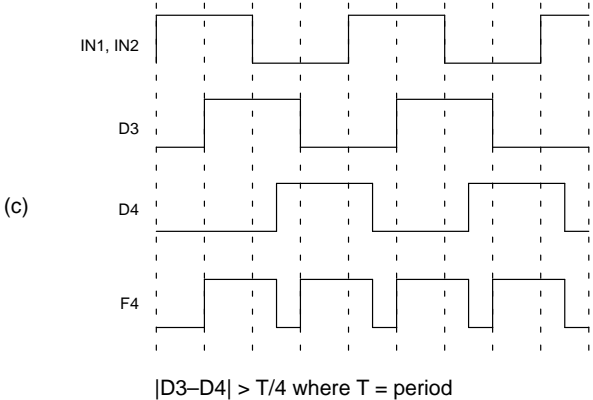 IN1, IN2
D3
(c)
D4
F4
|D3–D4| > T/4 where T = period